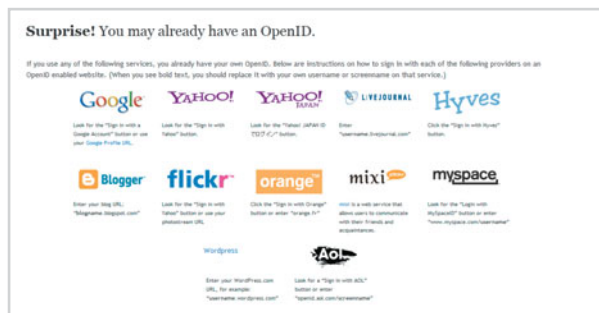 Surprise! You may already have an OpenID.
If you use any of the following services, you already have your own OpenID. Below are instructions on how to sign in with each of the following providers on an
OpenID enabled website. (When you see bold text, you should replace it with your own username or screenname on that service.)
Google
YAHOO!
YAHOO!
JAPAN
LIVEJOURNAL
Hyves
Look for the "Sign in with a
Google Account" button or use
your Google Profile URL.
Look for the "Sign in with
Yahoo" button.
Look for the "Yahoo! JAPAN ID
でログイン" button.
Enter
"username.livejournal.com"
Click the "Sign in with Hyves"
button.
Blogger
flickr
orange
mixi
myspace
Enter your blog URL:
"blogname.blogspot.com"
Look for the "Sign in with
Yahoo" button or use your
photostream URL
Click the "Sign in with Orange"
button or enter "orange.fr"
mixi is a web service that
allows users to communicate
with their friends and
acquaintances.
Look for the "Login with
MySpaceID" button or enter
"www.myspace.com/username"
Wordpress
AOL
Enter your WordPress.com
URL, for example:
"username.wordpress.com"
Look for a "Sign in with AOL"
button or enter
"openid.aol.com/screenname"